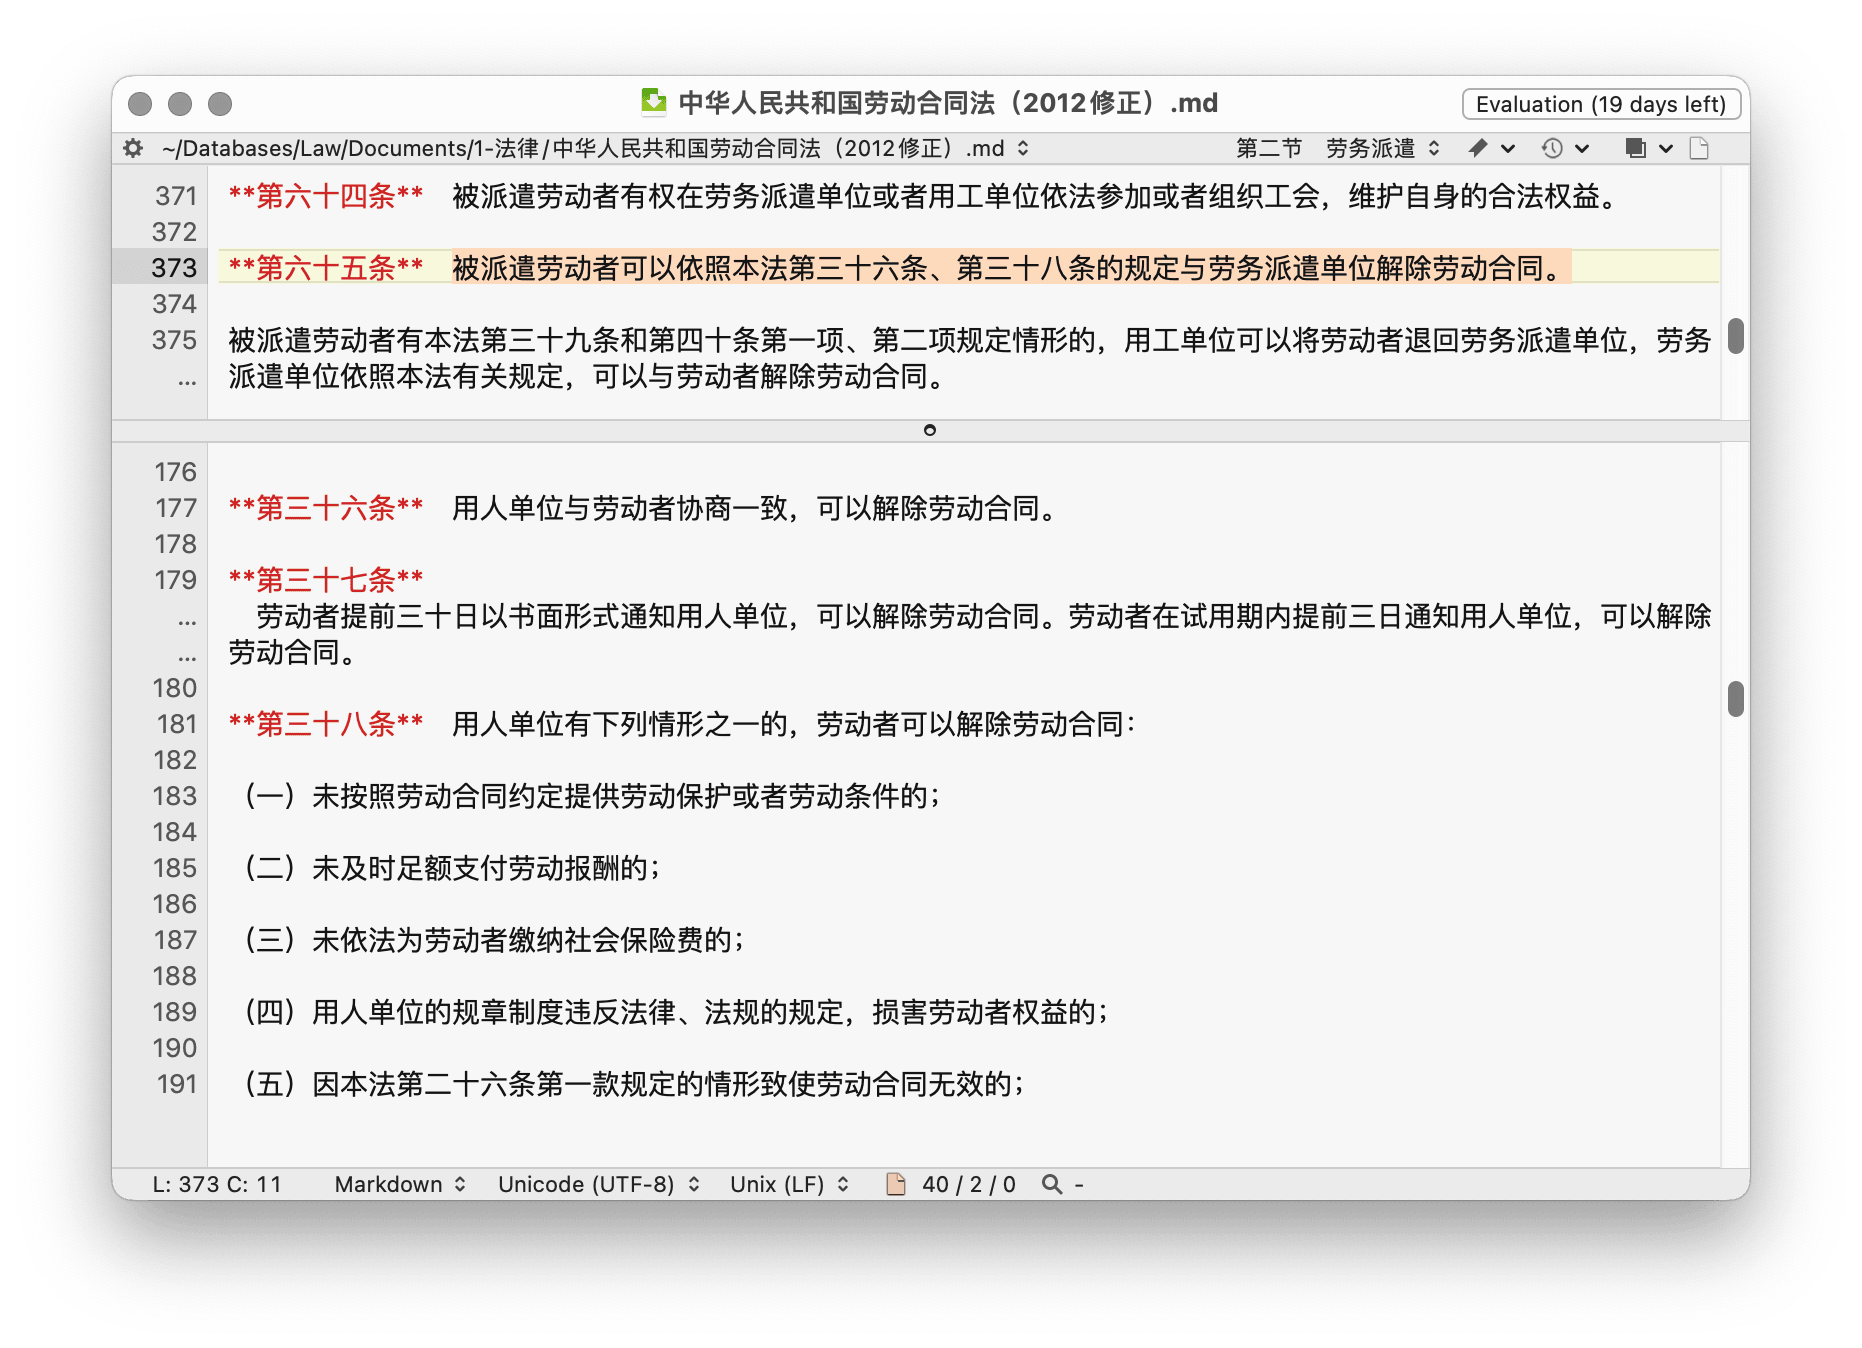 中华人民共和国劳动合同法（2012修正）.md
Evaluation (19 days left)
~/Databases/Law/Documents/1-法律/中华人民共和国劳动合同法（2012修正）.md
第二节　劳务派遣
371 **第六十四条**　被派遣劳动者有权在劳务派遣单位或者用工单位依法参加或者组织工会，维护自身的合法权益。
372
373 **第六十五条**　被派遣劳动者可以依照本法第三十六条、第三十八条的规定与劳务派遣单位解除劳动合同。
374
375 被派遣劳动者有本法第三十九条和第四十条第一项、第二项规定情形的，用工单位可以将劳动者退回劳务派遣单位，劳务
... 派遣单位依照本法有关规定，可以与劳动者解除劳动合同。
176
177 **第三十六条**　用人单位与劳动者协商一致，可以解除劳动合同。
178
179 **第三十七条**
... 　劳动者提前三十日以书面形式通知用人单位，可以解除劳动合同。劳动者在试用期内提前三日通知用人单位，可以解除
... 劳动合同。
180
181 **第三十八条**　用人单位有下列情形之一的，劳动者可以解除劳动合同：
182
183 （一）未按照劳动合同约定提供劳动保护或者劳动条件的；
184
185 （二）未及时足额支付劳动报酬的；
186
187 （三）未依法为劳动者缴纳社会保险费的；
188
189 （四）用人单位的规章制度违反法律、法规的规定，损害劳动者权益的；
190
191 （五）因本法第二十六条第一款规定的情形致使劳动合同无效的；
L: 373 C: 11 Markdown Unicode (UTF-8) Unix (LF) 40 / 2 / 0 -